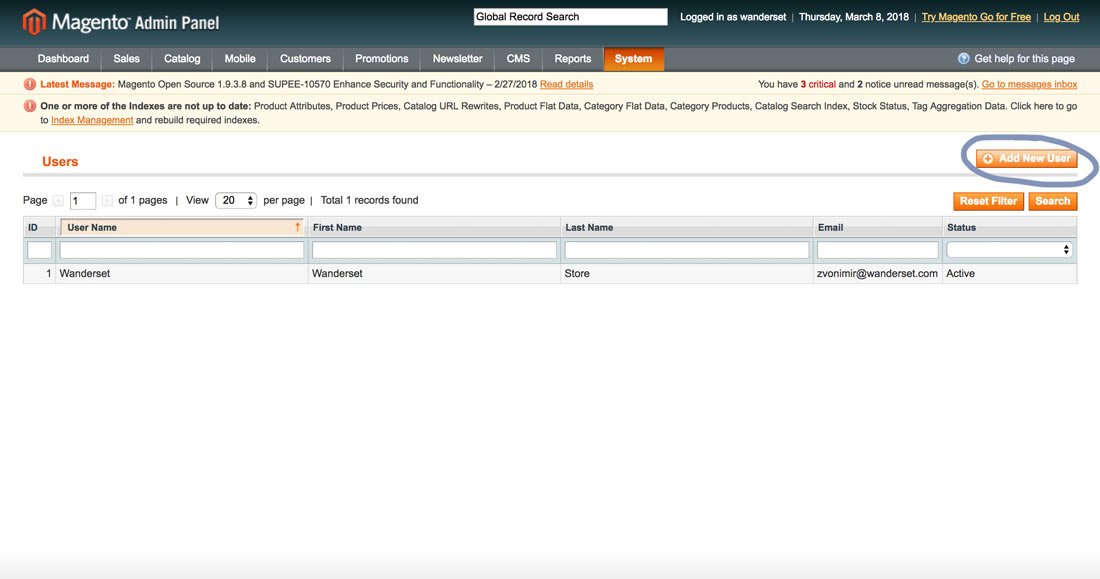 Magento Admin Panel
Global Record Search
Logged in as wanderset | Thursday, March 8, 2018 | Try Magento Go for Free | Log Out
Dashboard Sales Catalog Mobile Customers Promotions Newsletter CMS Reports System Get help for this page
Latest Message: Magento Open Source 1.9.3.8 and SUPEE-10570 Enhance Security and Functionality – 2/27/2018 Read details You have 3 critical and 2 notice unread message(s). Go to messages inbox
One or more of the Indexes are not up to date: Product Attributes, Product Prices, Catalog URL Rewrites, Product Flat Data, Category Flat Data, Category Products, Catalog Search Index, Stock Status, Tag Aggregation Data. Click here to go
to Index Management and rebuild required indexes.
Users
Add New User
Page 1 of 1 pages | View 20 per page | Total 1 records found
Reset Filter Search
ID User Name First Name Last Name Email Status
1 Wanderset Wanderset Store zvonimir@wanderset.com Active